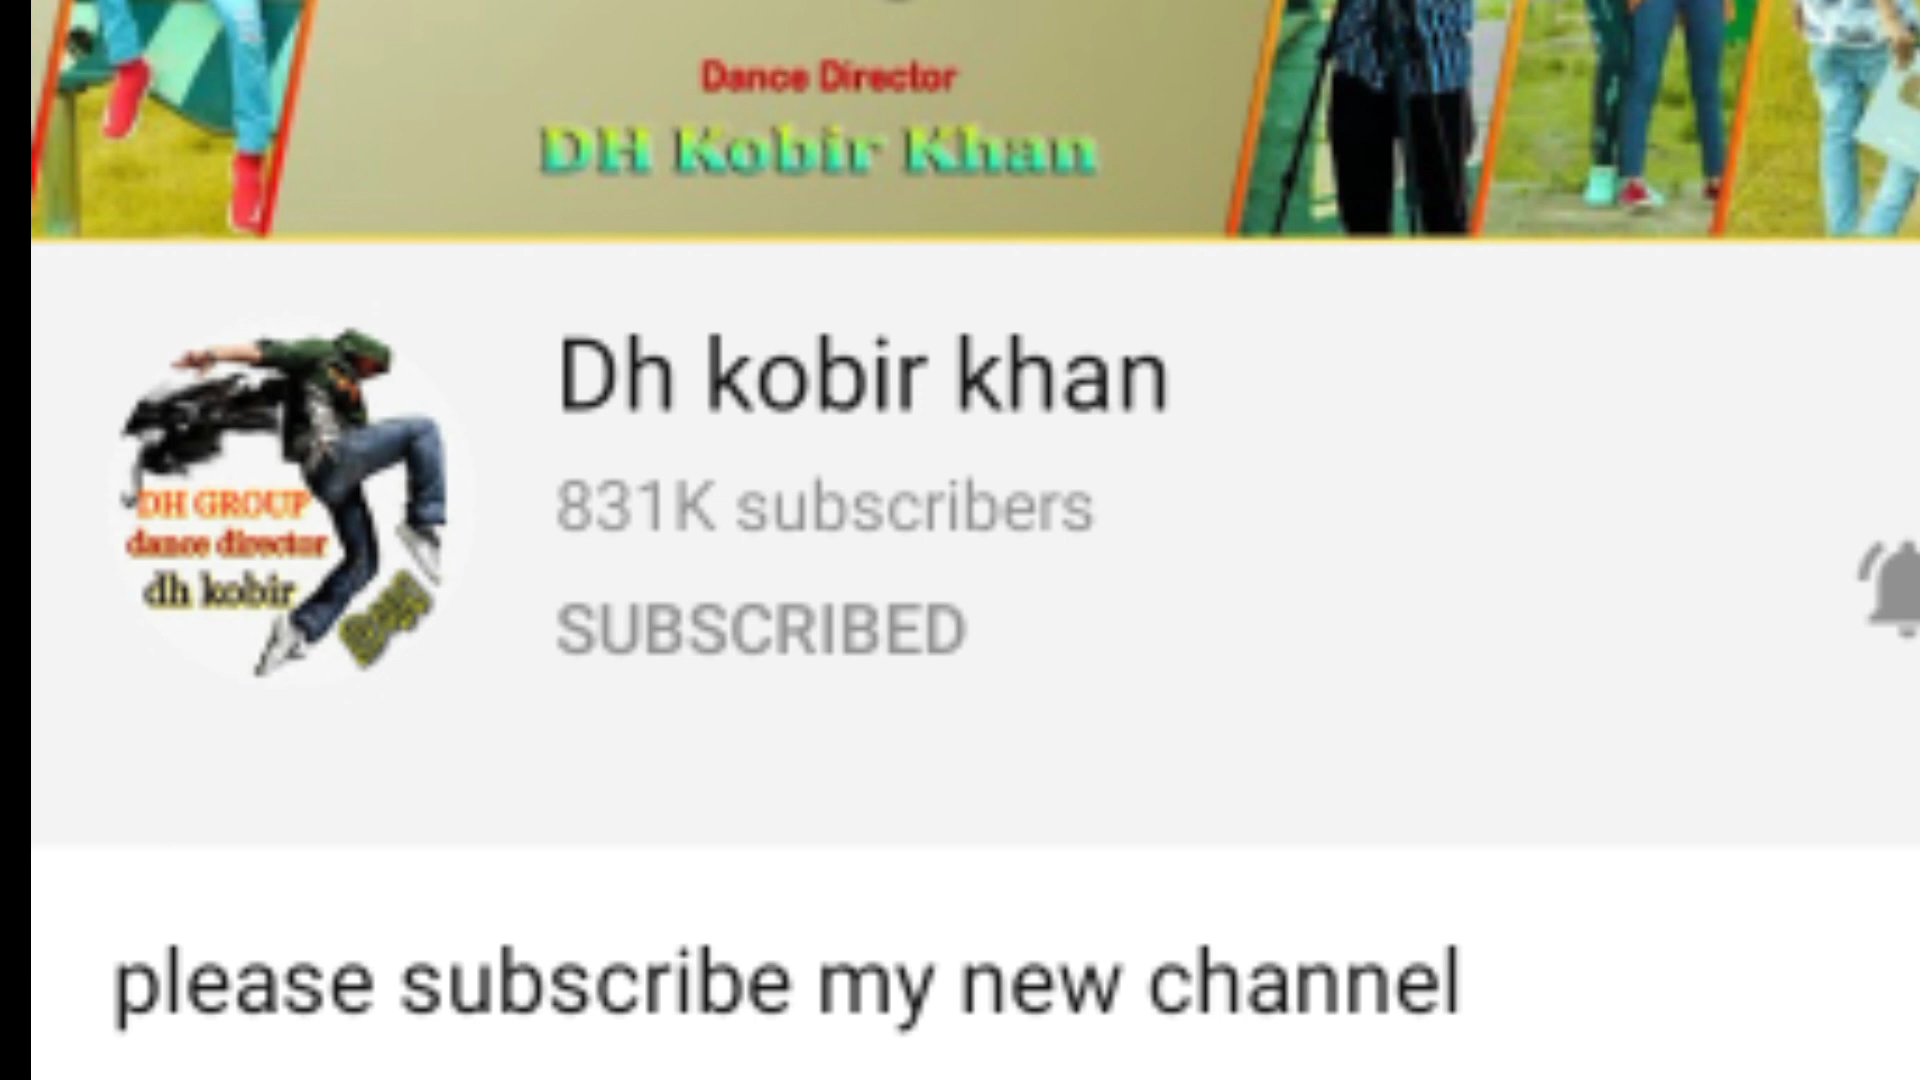 Dance Director
DH Kobir Khan
Dh kobir khan
831K subscribers
SUBSCRIBED
DH GROUP
dance director
dh kobir
please subscribe my new channel